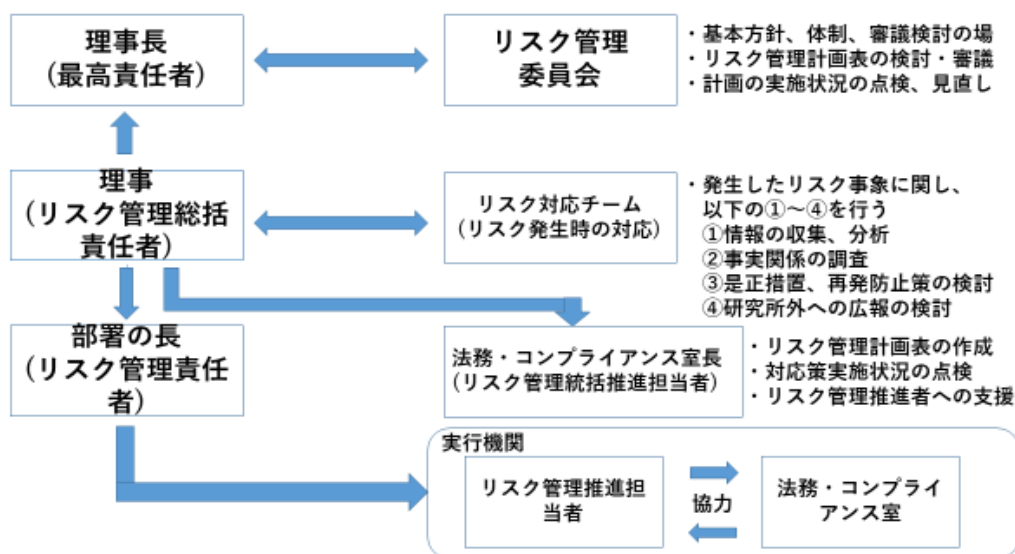 理事長
(最高責任者)
リスク管理
委員会
・基本方針、体制、審議検討の場
・リスク管理計画表の検討・審議
・計画の実施状況の点検、見直し
理事
(リスク管理総括
責任者)
リスク対応チーム
(リスク発生時の対応)
・発生したリスク事象に関し、
以下の①～④を行う
①情報の収集、分析
②事実関係の調査
③是正措置、再発防止策の検討
④研究所外への広報の検討
部署の長
(リスク管理責任
者)
法務・コンプライアンス室長
(リスク管理統括推進担当者)
・リスク管理計画表の作成
・対応策実施状況の点検
・リスク管理推進者への支援
実行機関
リスク管理推進担
当者
協力
法務・コンプライ
アンス室